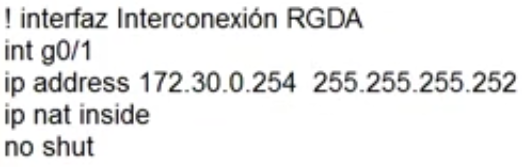 ! interfaz Interconexión RGDA
int g0/1
ip address 172.30.0.254  255.255.255.252
ip nat inside
no shut